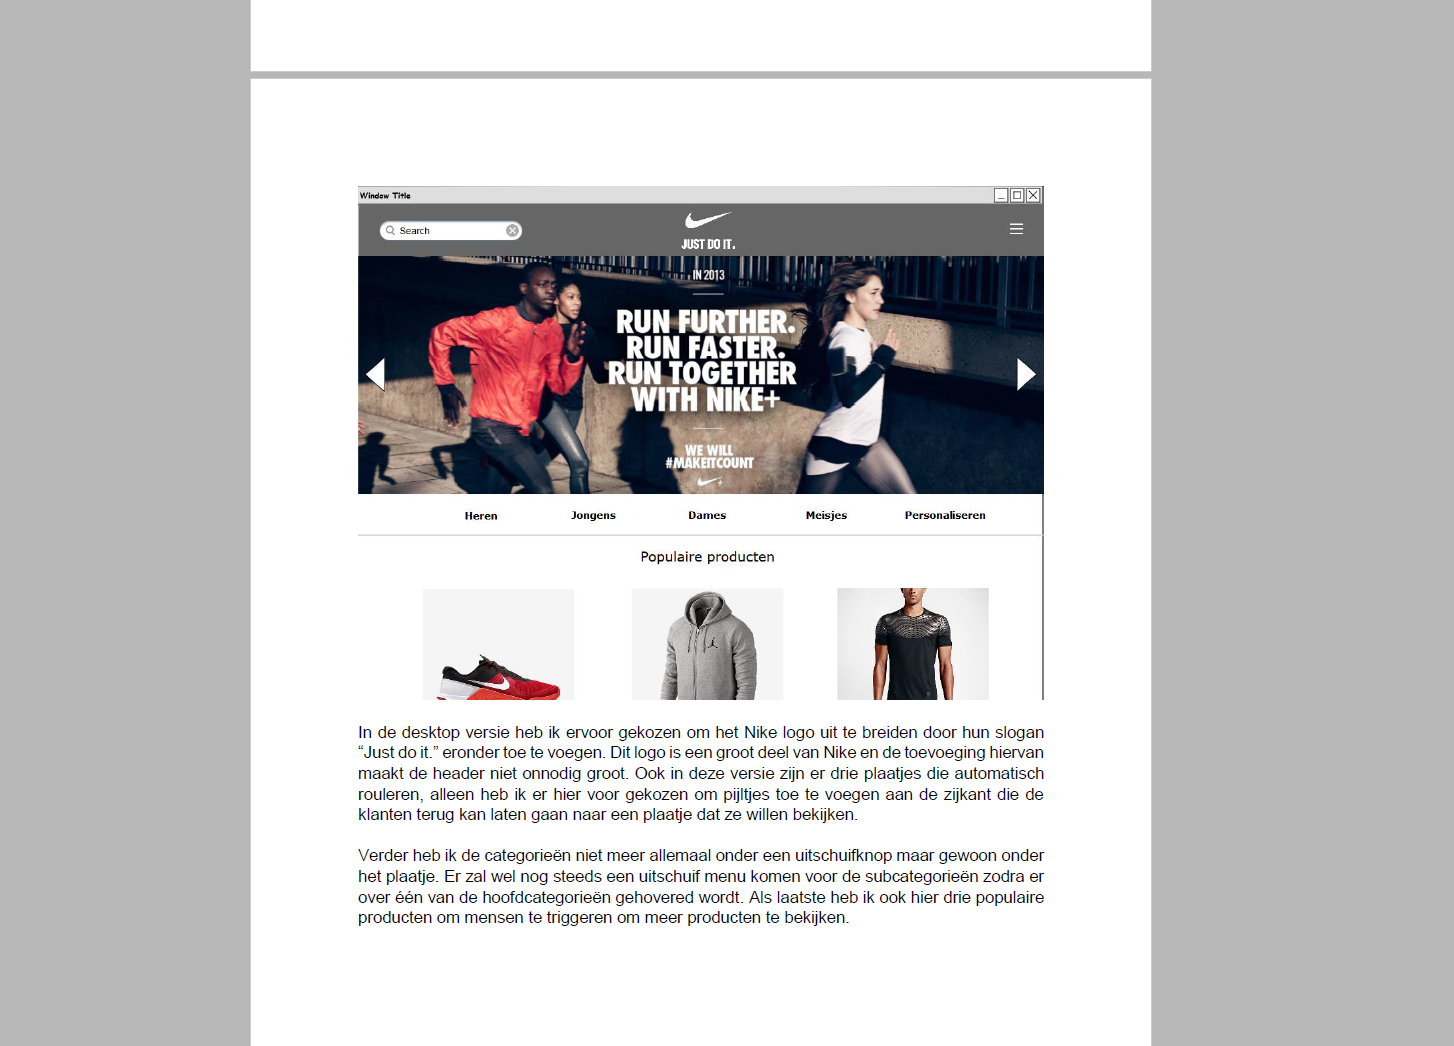 Window Title
Search
JUST DO IT.
IN 2013
RUN FURTHER.
RUN FASTER.
RUN TOGETHER
WITH NIKE+
WE WILL
#MAKEITCOUNT
Heren Jongens Dames Meisjes Personaliseren
Populaire producten
In de desktop versie heb ik ervoor gekozen om het Nike logo uit te breiden door hun slogan
“Just do it.” eronder toe te voegen. Dit logo is een groot deel van Nike en de toevoeging hiervan
maakt de header niet onnodig groot. Ook in deze versie zijn er drie plaatjes die automatisch
rouleren, alleen heb ik er hier voor gekozen om pijltjes toe te voegen aan de zijkant die de
klanten terug kan laten gaan naar een plaatje dat ze willen bekijken.
Verder heb ik de categorieën niet meer allemaal onder een uitschuifknop maar gewoon onder
het plaatje. Er zal wel nog steeds een uitschuif menu komen voor de subcategorieën zodra er
over één van de hoofdcategorieën gehovered wordt. Als laatste heb ik ook hier drie populaire
producten om mensen te triggeren om meer producten te bekijken.